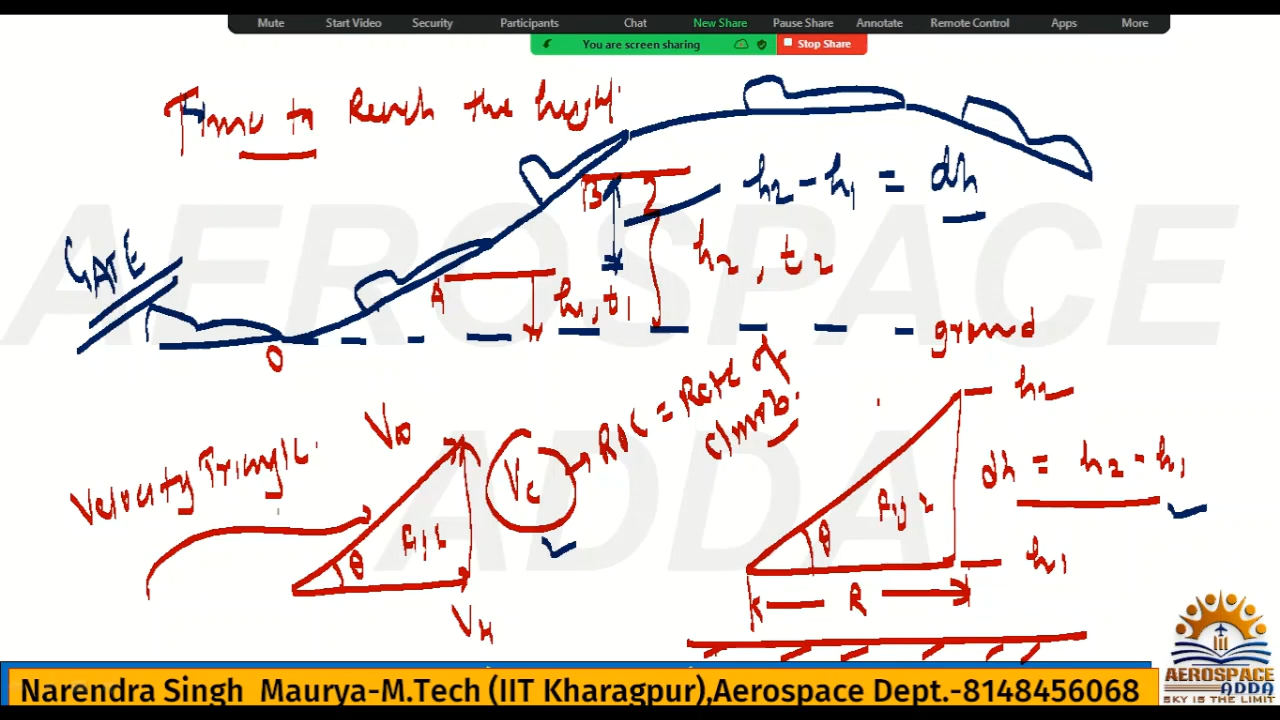 Mute Start Video Security Participants Chat New Share Pause Share Annotate Remote Control Apps More
You are screen sharing Stop Share
Time to Reach the height.
h2 - h1 = dh
GATE
B
h2, t2
A
h1, t1
O
ground
AEROSPACE
ADDA
Velocity Triangle.
V∞
Vc → ROC = Rate of
climb.
θ
VH
h2
dh = h2 - h1
θ
h1
R
Narendra Singh Maurya-M.Tech (IIT Kharagpur),Aerospace Dept.-8148456068
AEROSPACE
ADDA
SKY IS THE LIMIT